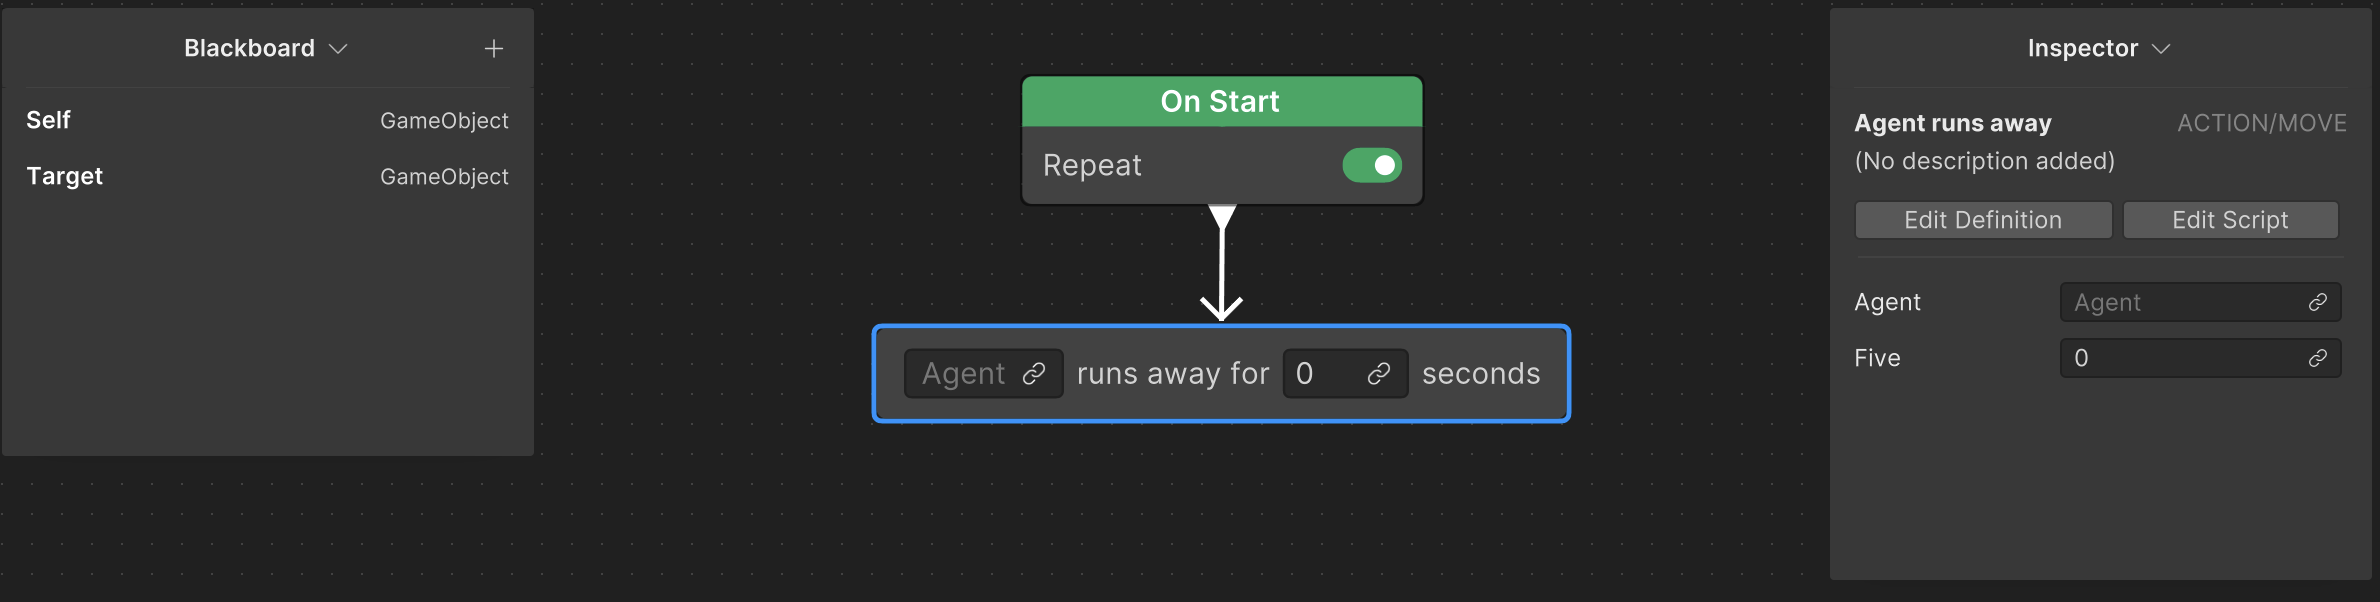 Blackboard
Self GameObject
Target GameObject
On Start
Repeat
Agent runs away for 0 seconds
Inspector
Agent runs away ACTION/MOVE
(No description added)
Edit Definition Edit Script
Agent Agent
Five 0